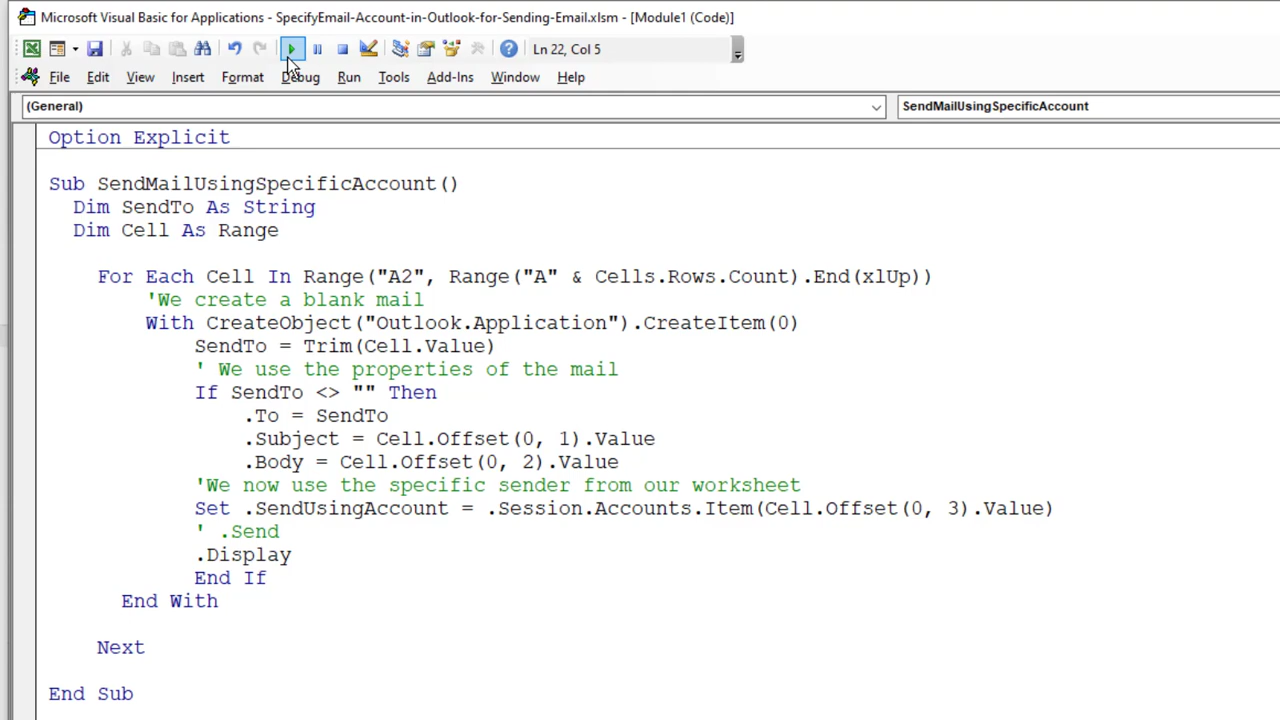 Microsoft Visual Basic for Applications - SpecifyEmail-Account-in-Outlook-for-Sending-Email.xlsm - [Module1 (Code)]
Ln 22, Col 5
File Edit View Insert Format Debug Run Tools Add-Ins Window Help
(General) SendMailUsingSpecificAccount
Option Explicit
Sub SendMailUsingSpecificAccount()
Dim SendTo As String
Dim Cell As Range
For Each Cell In Range("A2", Range("A" & Cells.Rows.Count).End(xlUp))
'We create a blank mail
With CreateObject("Outlook.Application").CreateItem(0)
SendTo = Trim(Cell.Value)
' We use the properties of the mail
If SendTo <> "" Then
.To = SendTo
.Subject = Cell.Offset(0, 1).Value
.Body = Cell.Offset(0, 2).Value
'We now use the specific sender from our worksheet
Set .SendUsingAccount = .Session.Accounts.Item(Cell.Offset(0, 3).Value)
' .Send
.Display
End If
End With
Next
End Sub